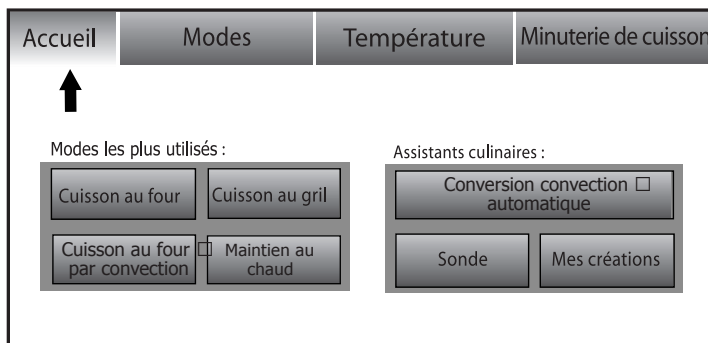 Accueil Modes Température Minuterie de cuisson
Modes les plus utilisés :
Assistants culinaires :
Cuisson au four Cuisson au gril
Cuisson au four
par convection
Maintien au
chaud
Conversion convection
automatique
Sonde Mes créations